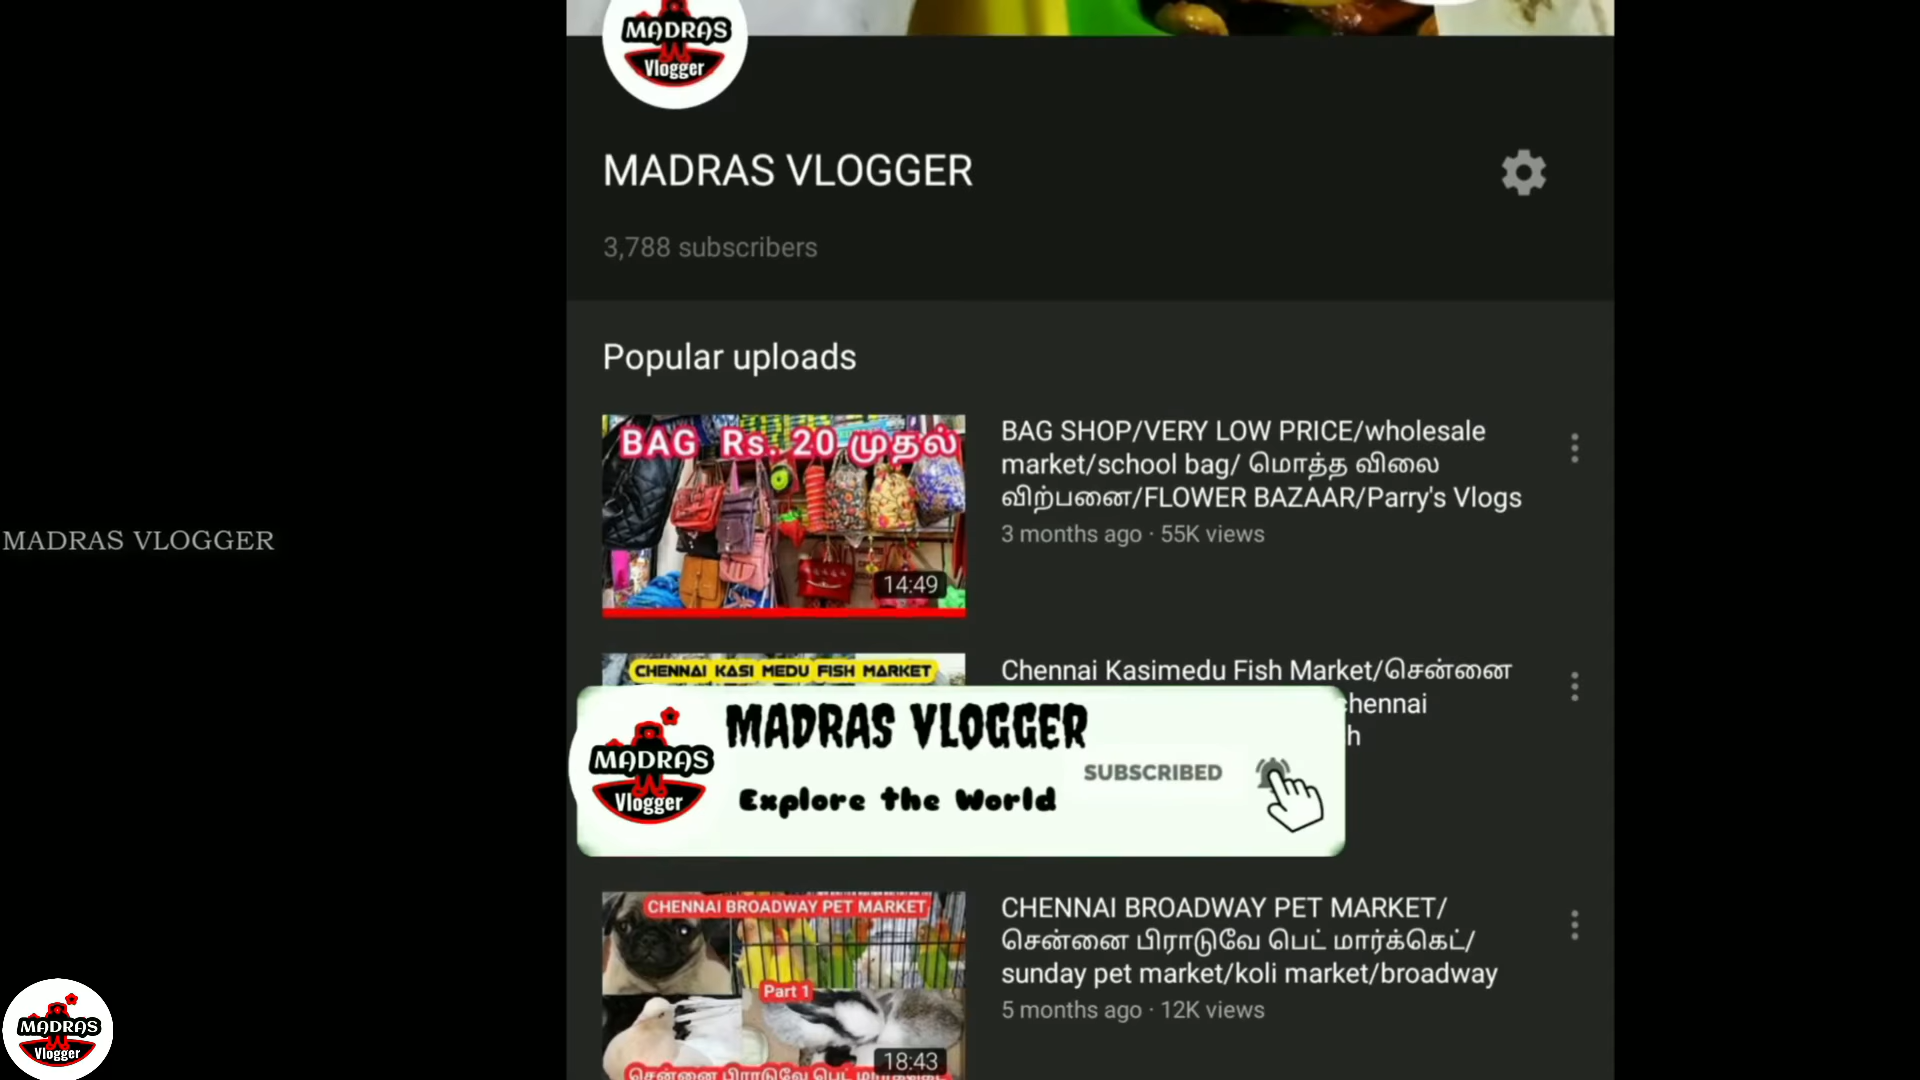 MADRAS
Vlogger
MADRAS VLOGGER
3,788 subscribers
Popular uploads
BAG Rs. 20 முதல்
14:49
BAG SHOP/VERY LOW PRICE/wholesale
market/school bag/ மொத்த விலை
விற்பனை/FLOWER BAZAAR/Parry's Vlogs
3 months ago · 55K views
MADRAS VLOGGER
CHENNAI KASI MEDU FISH MARKET
Chennai Kasimedu Fish Market/சென்னை
chennai
h
MADRAS
Vlogger
MADRAS VLOGGER
Explore the World
SUBSCRIBED
CHENNAI BROADWAY PET MARKET
Part 1
18:43
சென்னை பிராடுவே பெட் மார்க்கெட்
CHENNAI BROADWAY PET MARKET/
சென்னை பிராடுவே பெட் மார்க்கெட்/
sunday pet market/koli market/broadway
5 months ago · 12K views
MADRAS
Vlogger